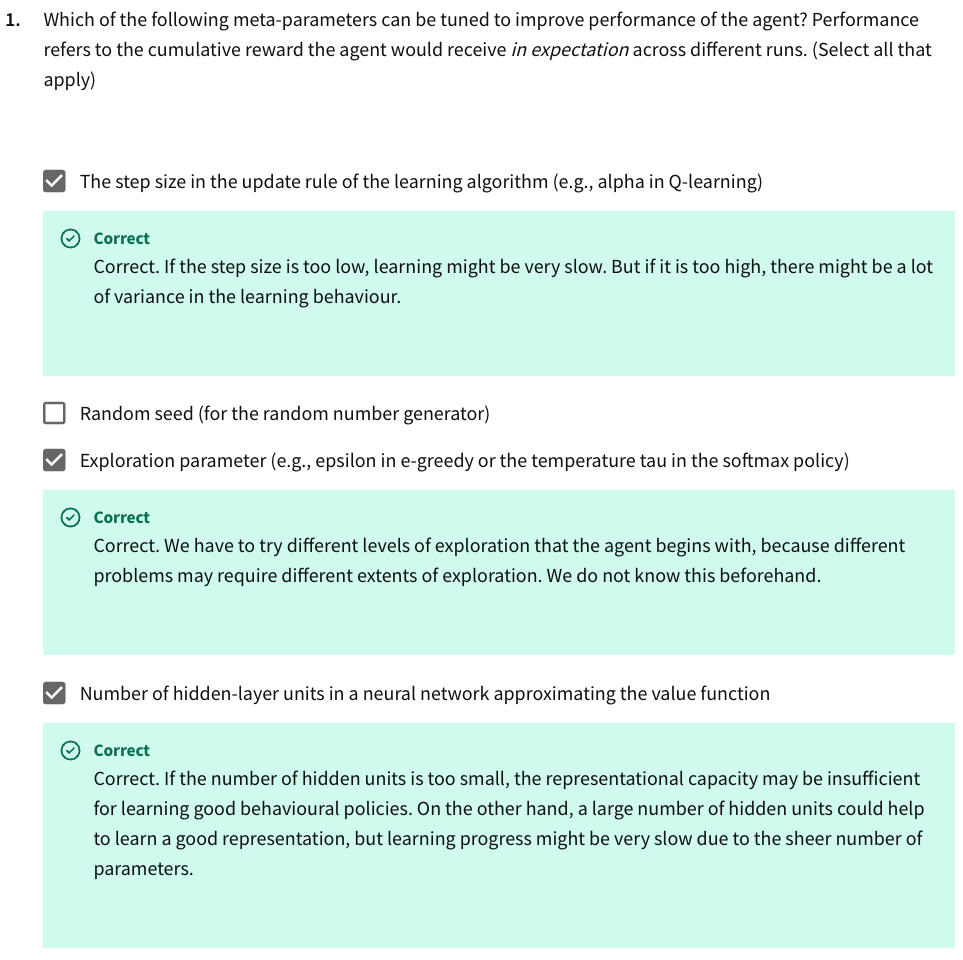 1. Which of the following meta-parameters can be tuned to improve performance of the agent? Performance
refers to the cumulative reward the agent would receive in expectation across different runs. (Select all that
apply)
The step size in the update rule of the learning algorithm (e.g., alpha in Q-learning)
Correct
Correct. If the step size is too low, learning might be very slow. But if it is too high, there might be a lot
of variance in the learning behaviour.
Random seed (for the random number generator)
Exploration parameter (e.g., epsilon in e-greedy or the temperature tau in the softmax policy)
Correct
Correct. We have to try different levels of exploration that the agent begins with, because different
problems may require different extents of exploration. We do not know this beforehand.
Number of hidden-layer units in a neural network approximating the value function
Correct
Correct. If the number of hidden units is too small, the representational capacity may be insufficient
for learning good behavioural policies. On the other hand, a large number of hidden units could help
to learn a good representation, but learning progress might be very slow due to the sheer number of
parameters.